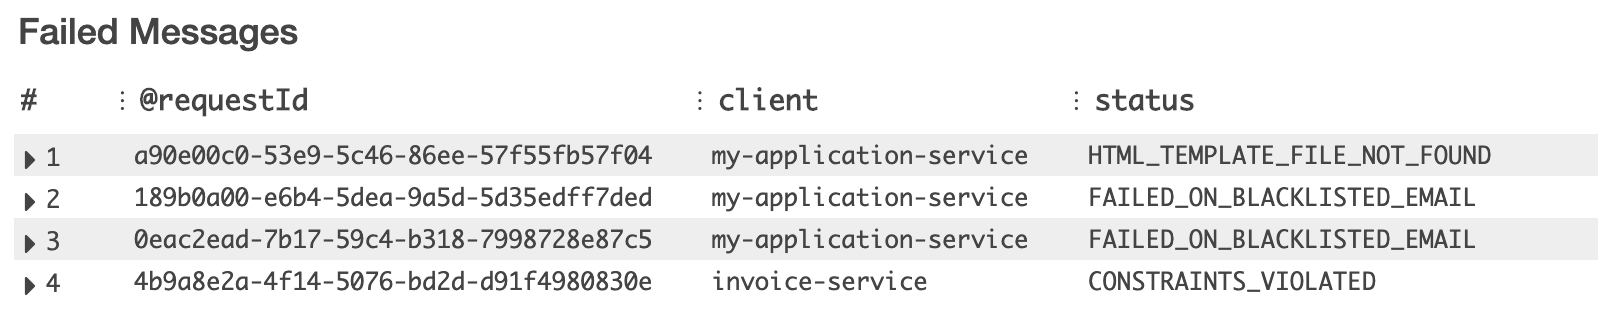 Failed Messages
# ⋮ @requestId ⋮ client ⋮ status
1 a90e00c0-53e9-5c46-86ee-57f55fb57f04 my-application-service HTML_TEMPLATE_FILE_NOT_FOUND
2 189b0a00-e6b4-5dea-9a5d-5d35edff7ded my-application-service FAILED_ON_BLACKLISTED_EMAIL
3 0eac2ead-7b17-59c4-b318-7998728e87c5 my-application-service FAILED_ON_BLACKLISTED_EMAIL
4 4b9a8e2a-4f14-5076-bd2d-d91f4980830e invoice-service CONSTRAINTS_VIOLATED